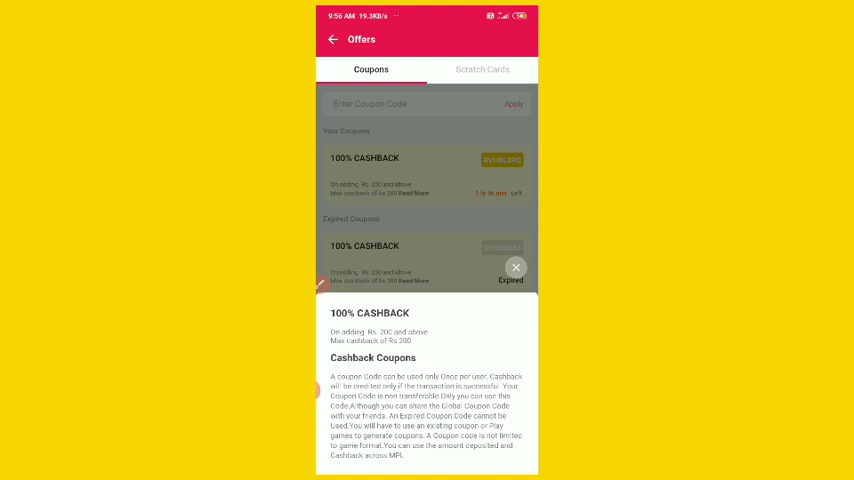 9:56 AM 19.3KB/s ··
Offers
Coupons
Scratch Cards
Enter Coupon Code
Apply
Your Coupons
100% CASHBACK
On adding Rs. 200 and above
Max cashback of Rs 200 Read More
1 hr 56 min Left
Expired Coupons
100% CASHBACK
On adding Rs. 200 and above
Max cashback of Rs 200 Read More
Expired
100% CASHBACK
On adding Rs. 200 and above
Max cashback of Rs 200
Cashback Coupons
A coupon Code can be used only Once per user. Cashback
will be credited only if the transaction is successful. Your
Coupon Code is non transferable.Only you can use this
Code.Although you can share the Global Coupon Code
with your friends. An Expired Coupon Code cannot be
Used.You will have to use an existing coupon or Play
games to generate coupons. A Coupon code is not limited
to game format.You can use the amount deposited and
Cashback across MPL.